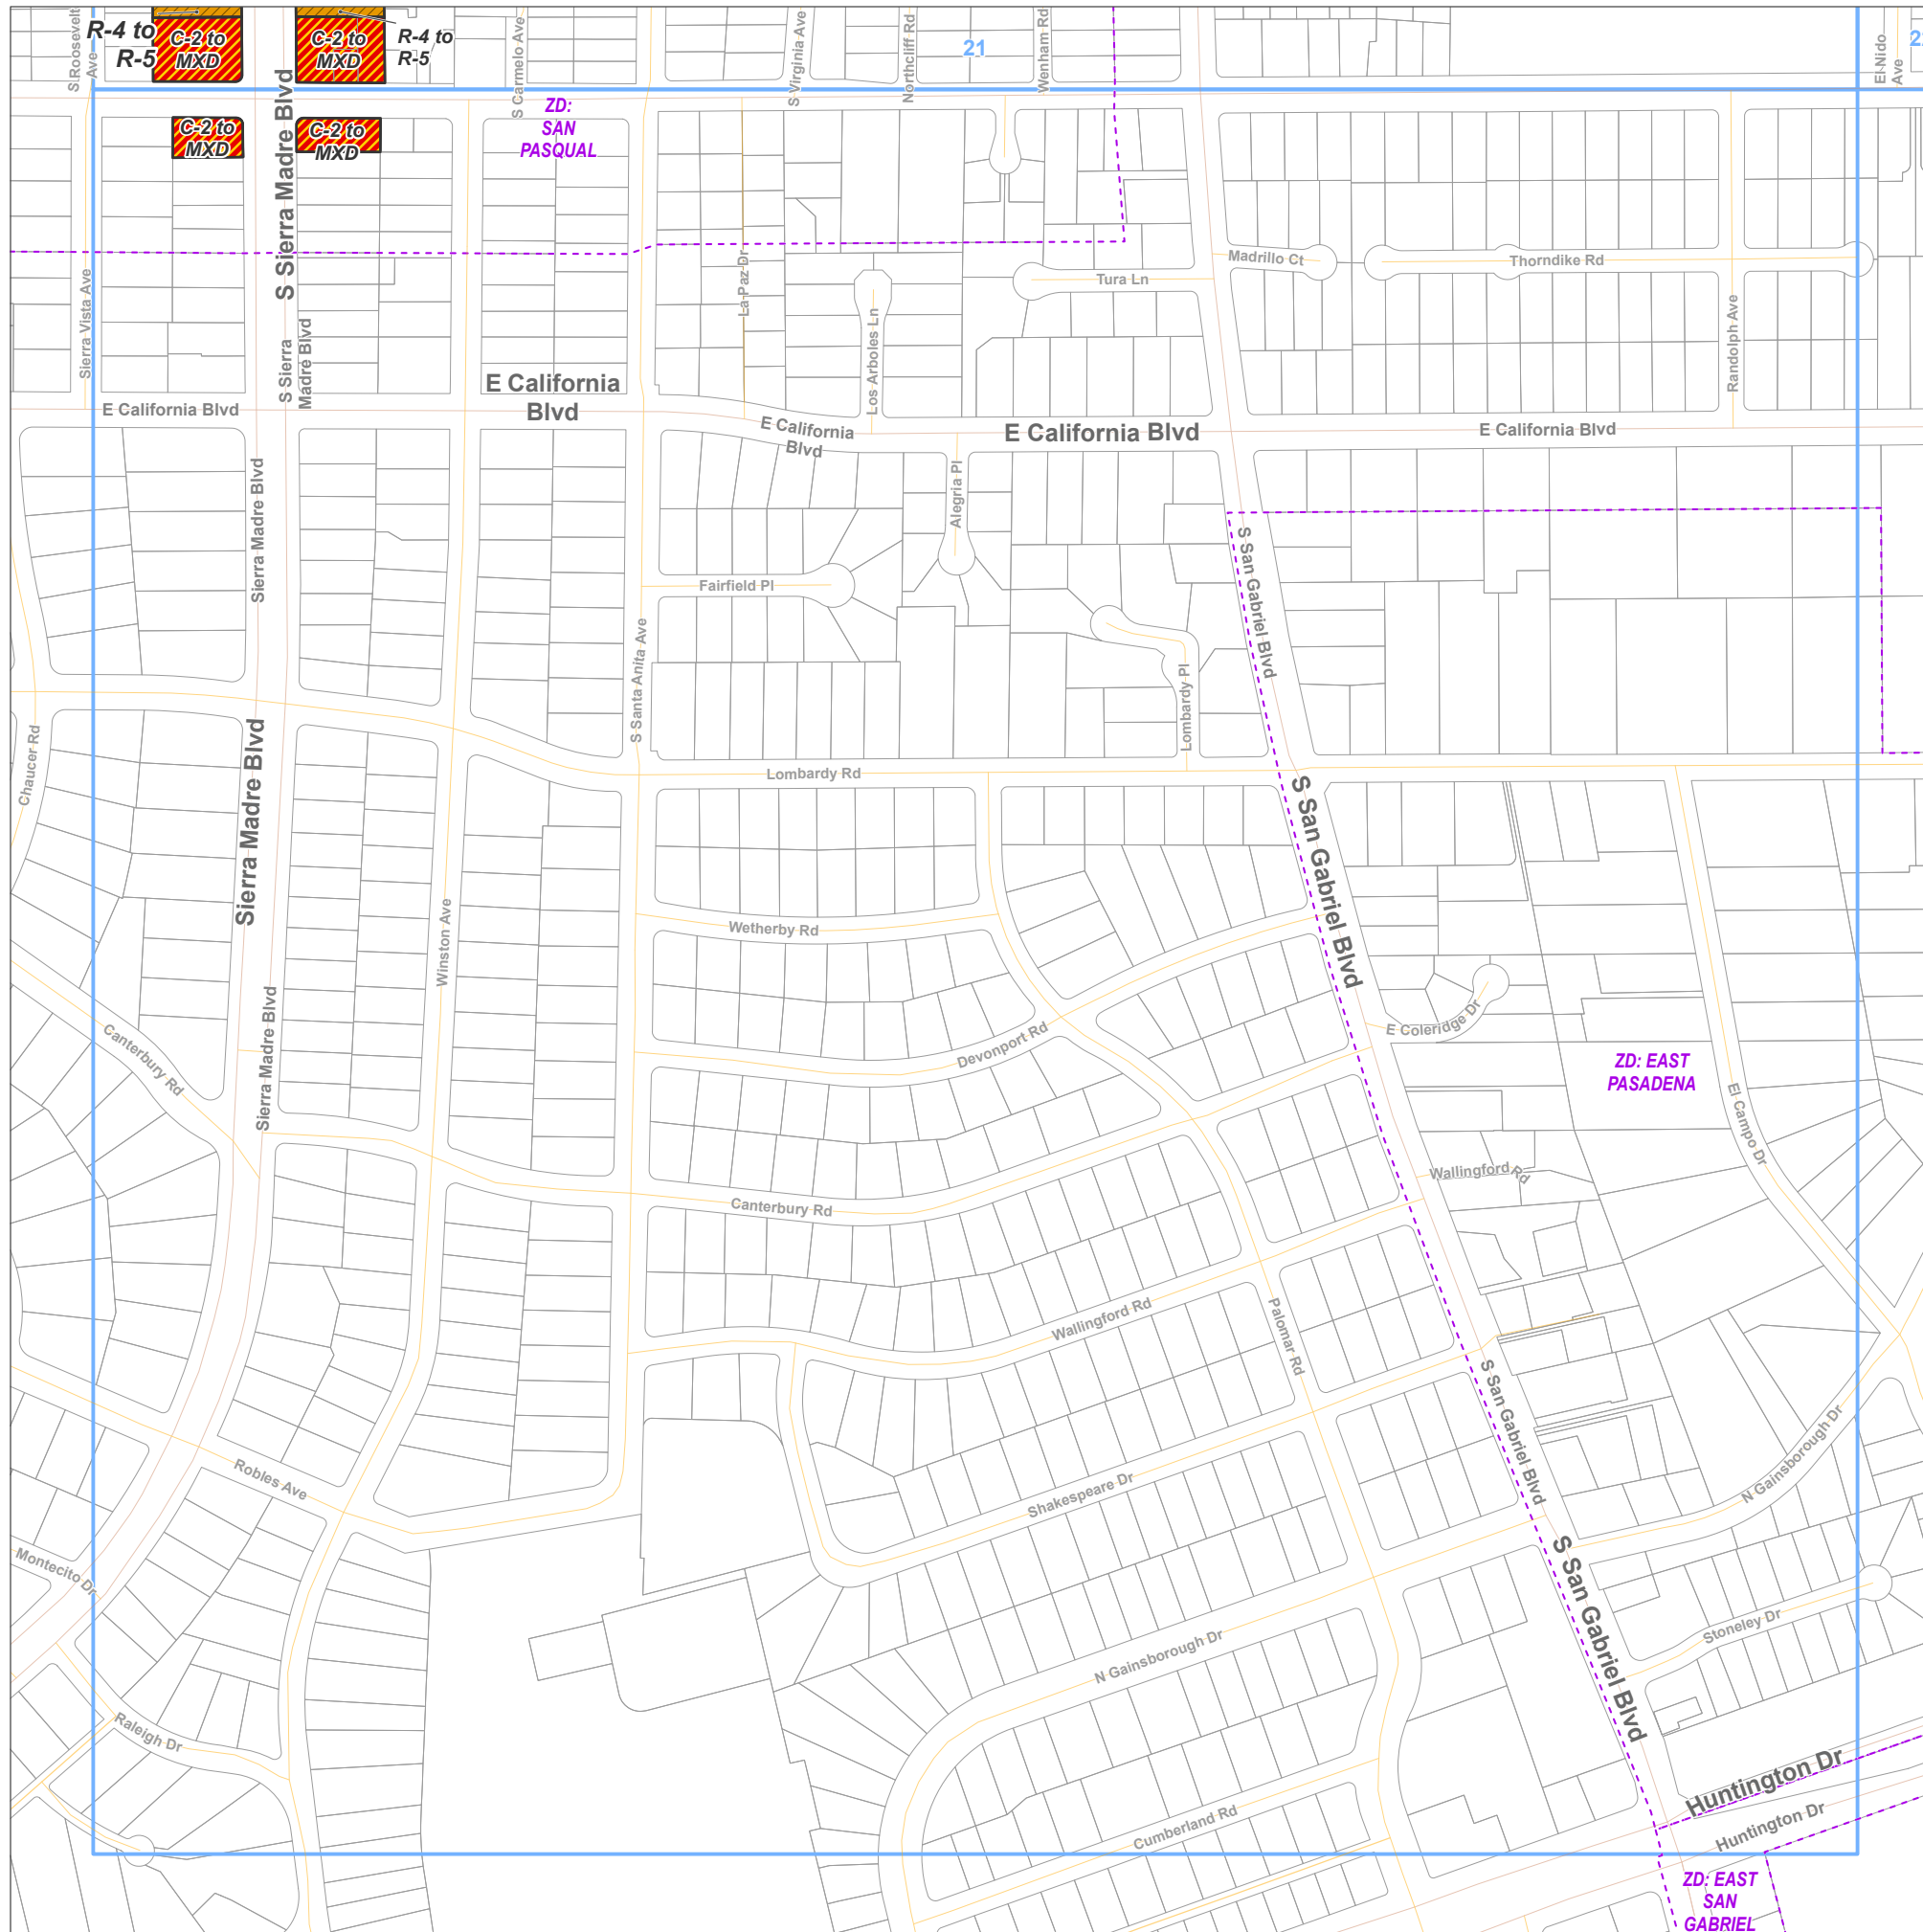 R-4 to
R-5
C-2 to
MXD
C-2 to
MXD
R-4 to
R-5
S Roosevelt
Ave
S Carmelo Ave
S Virginia Ave
Northcliff Rd
21
Wenham Rd
El Nido
Ave
ZD:
SAN
PASQUAL
C-2 to
MXD
C-2 to
MXD
S Sierra Madre Blvd
Sierra Vista Ave
S Sierra
Madre Blvd
La Paz Dr
Los Arboles Ln
Tura Ln
Madrillo Ct
Thorndike Rd
Randolph Ave
E California Blvd
E California
Blvd
E California
Blvd
E California Blvd
E California Blvd
Sierra Madre Blvd
Alegria Pl
Fairfield Pl
S San Gabriel Blvd
S Santa Anita Ave
Lombardy Pl
Chaucer Rd
Sierra Madre Blvd
Lombardy Rd
S San Gabriel Blvd
Winston Ave
Wetherby Rd
Canterbury Rd
Sierra Madre Blvd
Devonport Rd
E Coleridge Dr
ZD: EAST
PASADENA
El Campo Dr
Wallingford Rd
Canterbury Rd
Wallingford Rd
Palomar Rd
S San Gabriel Blvd
N Gainsborough Dr
Robles Ave
Shakespeare Dr
Montecito Dr
S San Gabriel Blvd
Stoneley Dr
N Gainsborough Dr
Raleigh Dr
Huntington Dr
Huntington Dr
Cumberland Rd
ZD: EAST
SAN
GABRIEL